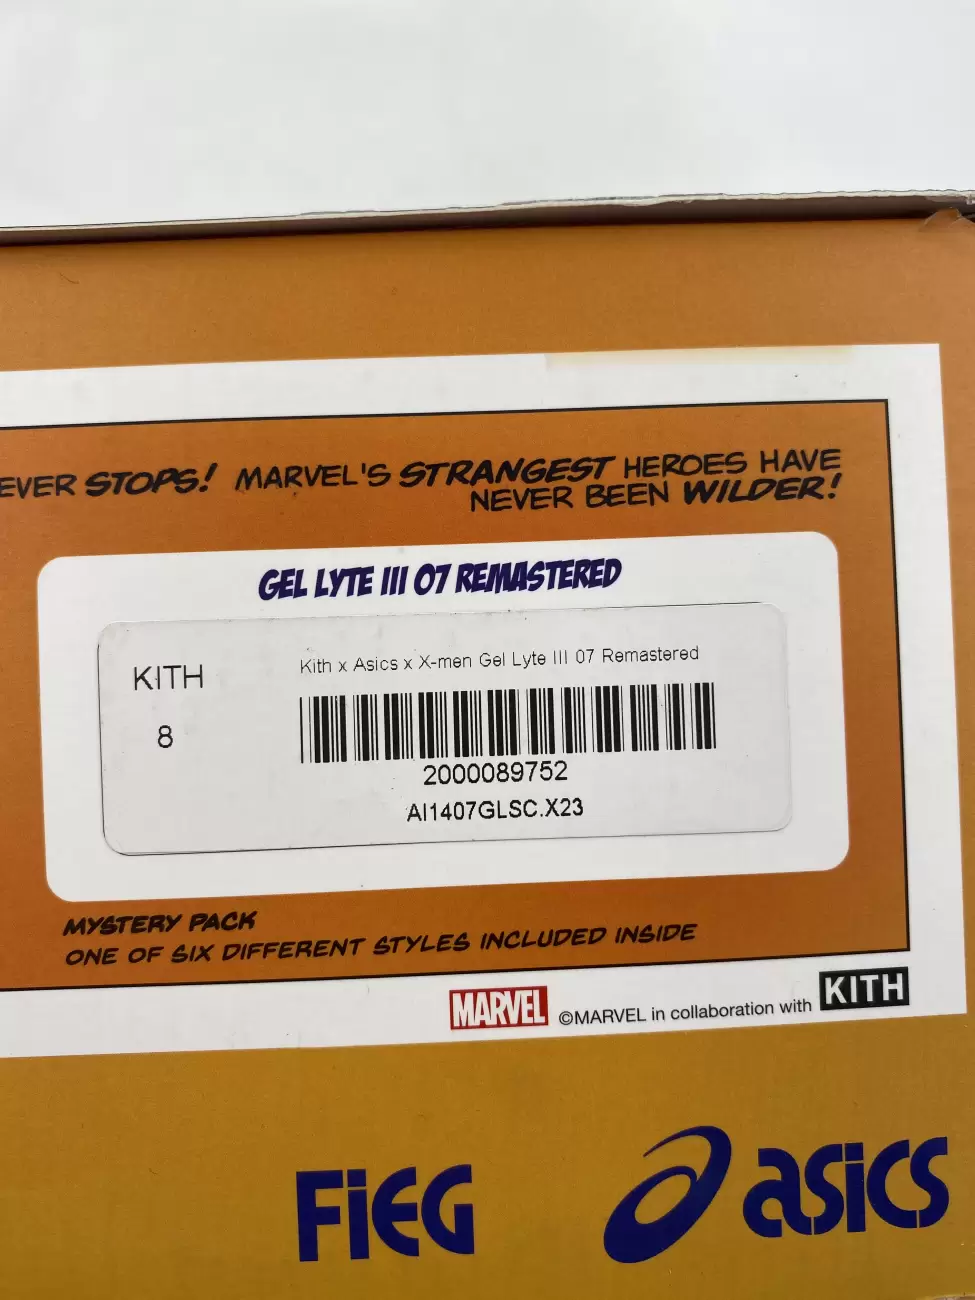 EVER STOPS! MARVEL'S STRANGEST HEROES HAVE
NEVER BEEN WILDER!
GEL LYTE III 07 REMASTERED
KITH
8
Kith x Asics x X-men Gel Lyte III 07 Remastered
2000089752
AI1407GLSC.X23
MYSTERY PACK
ONE OF SIX DIFFERENT STYLES INCLUDED INSIDE
MARVEL ©MARVEL in collaboration with KITH
FiEG asics